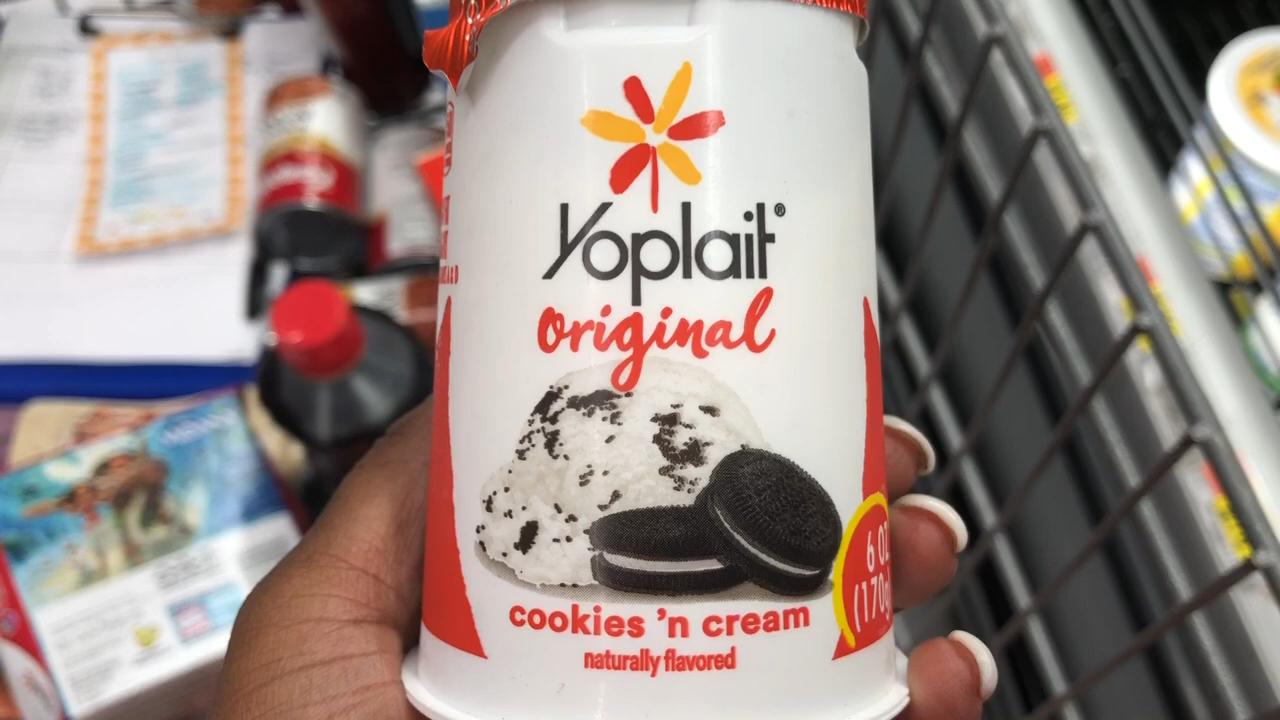 Yoplait®
original
cookies 'n cream
naturally flavored
6 OZ
(170g